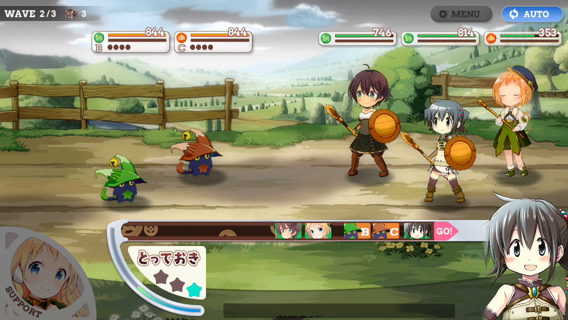 WAVE 2/3 3
MENU
AUTO
844
B
844
C
746
814
353
B
C
GO!
とっておき
SUPPORT